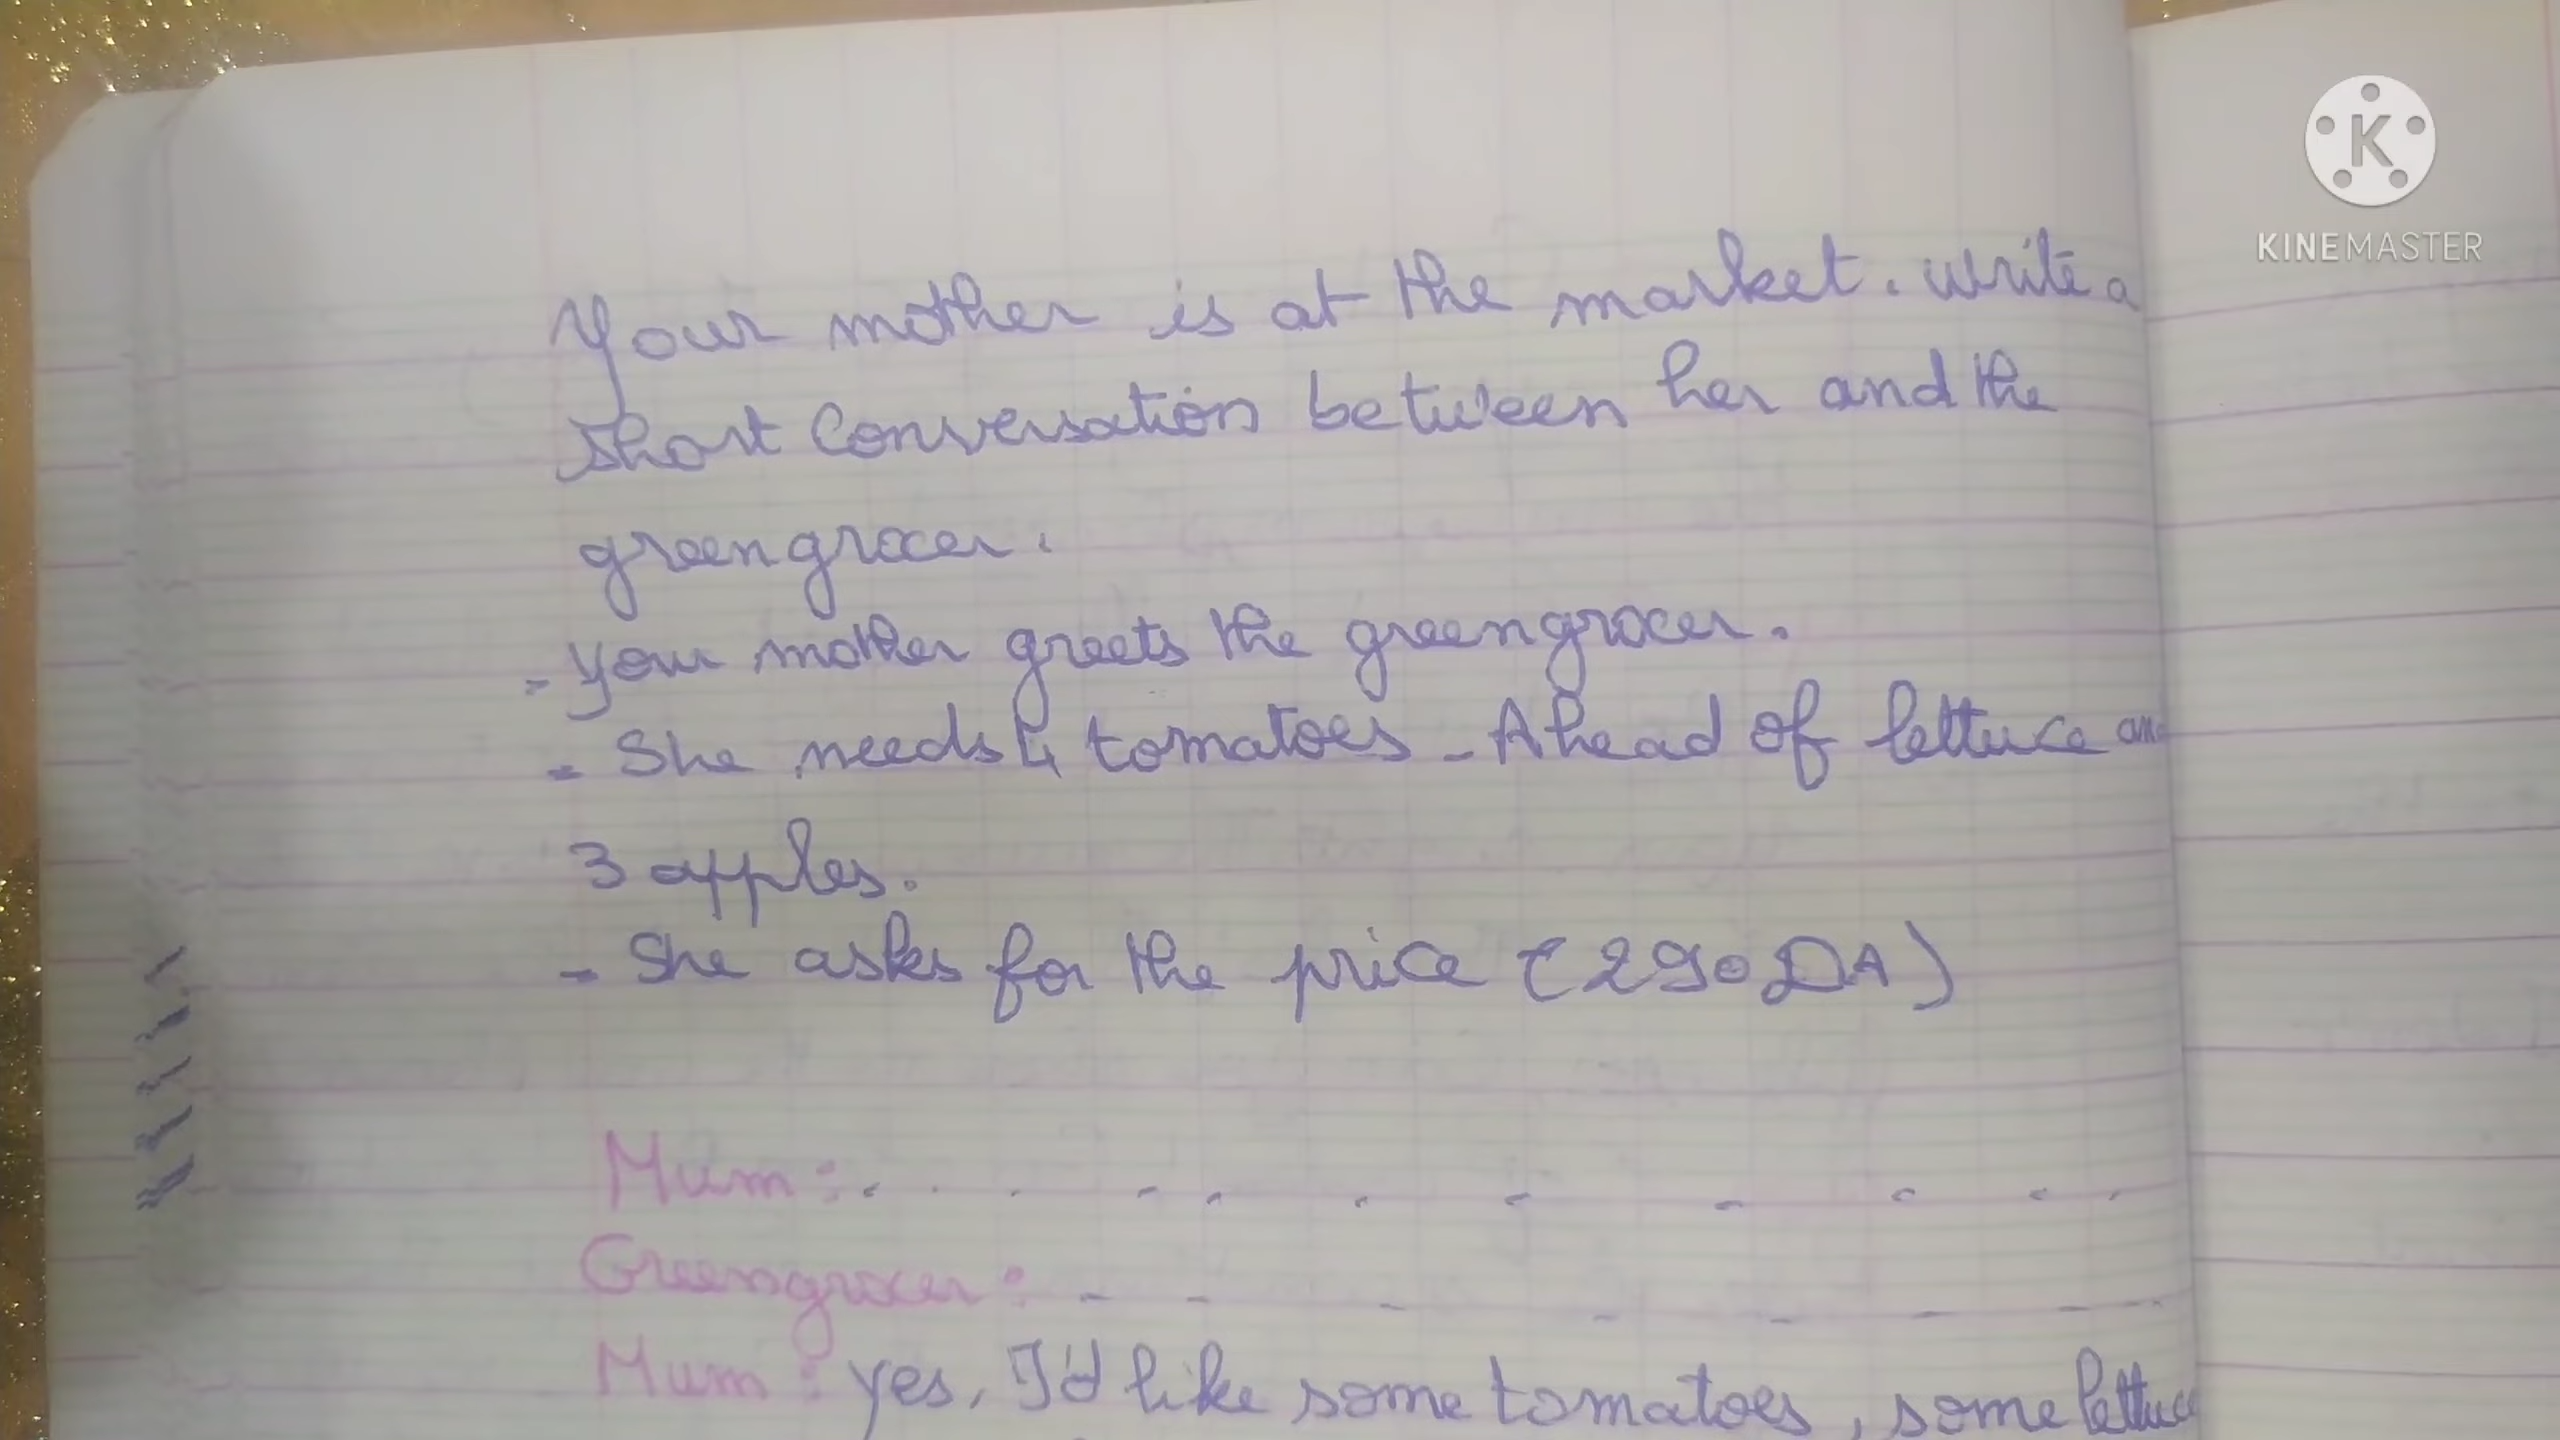 Your mother is at the market. write a
short conversation between her and the
greengrocer.
- your mother greets the greengrocer.
- She needs 4 tomatoes - A head of lettuce and
3 apples.
- She asks for the price (290DA)
Mum: . . . . . . . . . . .
Greengrocer: - - - - - - - -
Mum: yes, I'd like some tomatoes, some lettuce
K
KINEMASTER